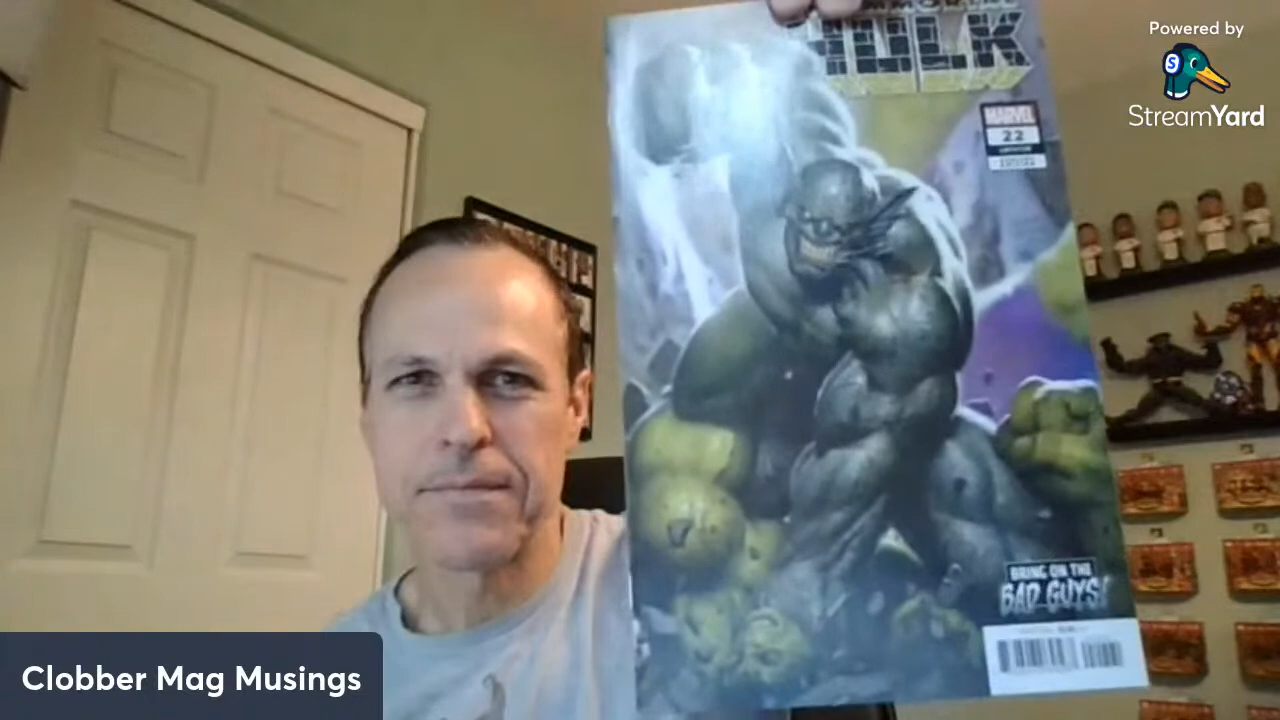 Powered by
StreamYard
HULK
MARVEL
22
BRING ON THE
BAD GUYS!
Clobber Mag Musings